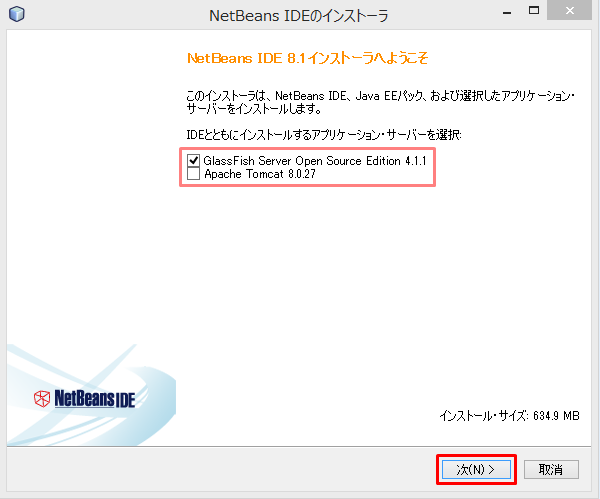 NetBeans IDEのインストーラ
NetBeans IDE 8.1インストーラへようこそ
このインストーラは、NetBeans IDE、Java EEパック、および選択したアプリケーション・
サーバーをインストールします。
IDEとともにインストールするアプリケーション・サーバーを選択:
GlassFish Server Open Source Edition 4.1.1
Apache Tomcat 8.0.27
NetBeans IDE
インストール・サイズ: 634.9 MB
次(N) >
取消